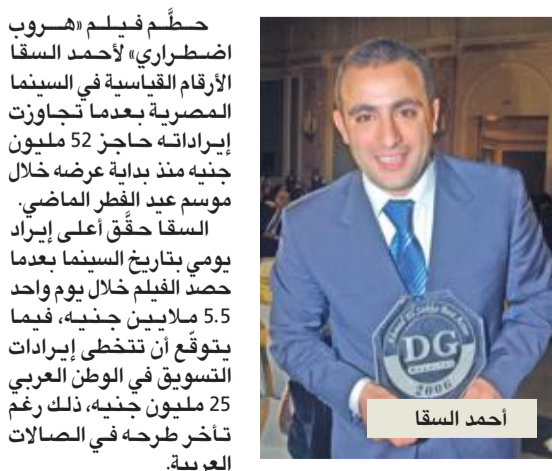 حطَّم فيلم «هروب
اضطراري» لأحمد السقا
الأرقام القياسية في السينما
المصرية بعدما تجاوزت
إيراداته حاجز 52 مليون
جنيه منذ بداية عرضه خلال
موسم عيد الفطر الماضي.
السقا حقَّق أعلى إيراد
يومي بتاريخ السينما بعدما
حصد الفيلم خلال يوم واحد
5.5 ملايين جنيه، فيما
يتوقّع أن تتخطى إيرادات
التسويق في الوطن العربي
25 مليون جنيه، ذلك رغم
تأخر طرحه في الصالات
العربية.
DG
2006
أحمد السقا